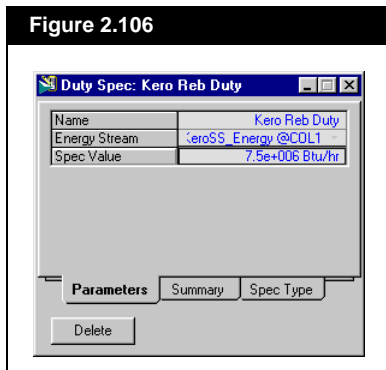 Figure 2.106
Duty Spec: Kero Reb Duty
Name Kero Reb Duty
Energy Stream KeroSS_Energy @COL1
Spec Value 7.5e+006 Btu/hr
Parameters Summary Spec Type
Delete